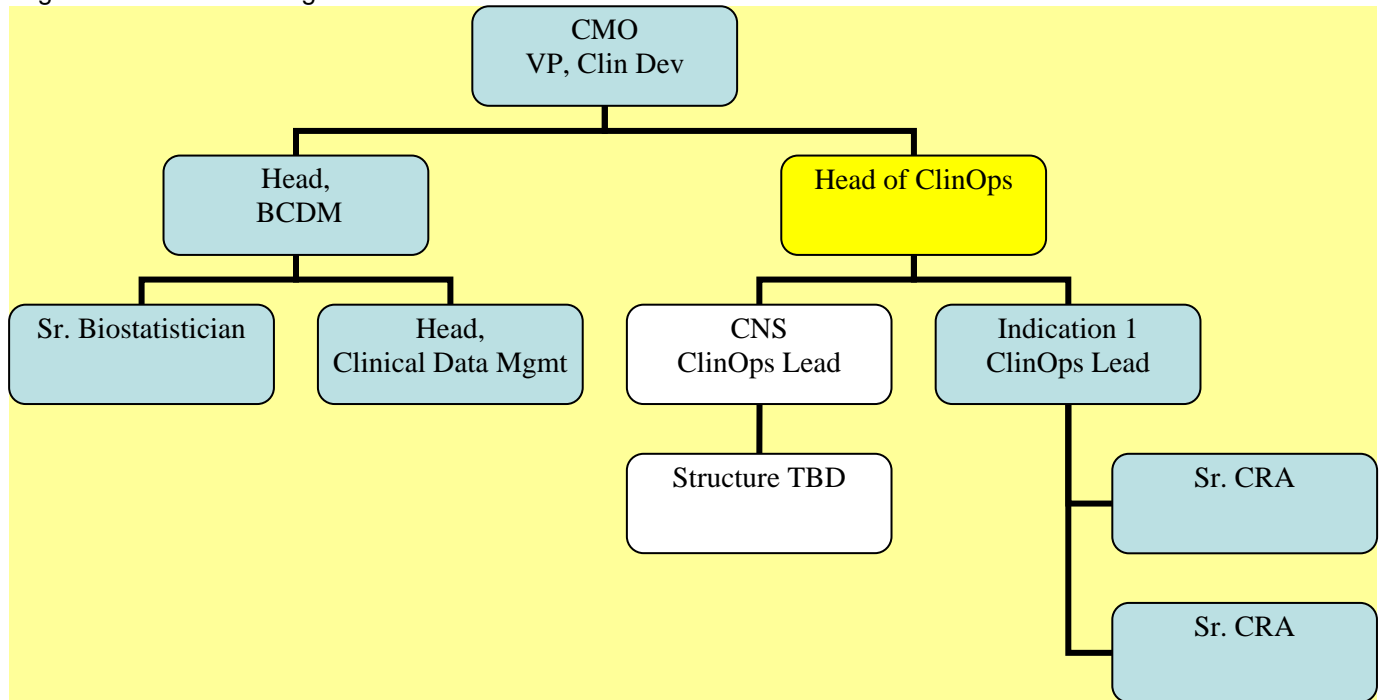 CMO
VP, Clin Dev
Head,
BCDM
Head of ClinOps
Sr. Biostatistician
Head,
Clinical Data Mgmt
CNS
ClinOps Lead
Indication 1
ClinOps Lead
Structure TBD
Sr. CRA
Sr. CRA